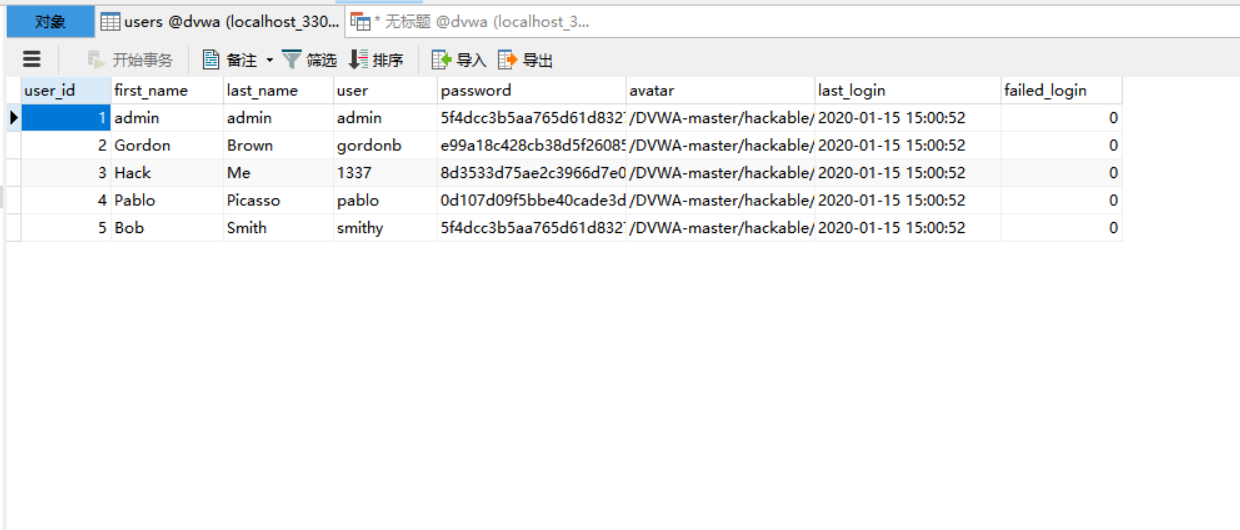 对象 users @dvwa (localhost_330... * 无标题 @dvwa (localhost_3...
开始事务 备注 筛选 排序 导入 导出
user_id first_name last_name user password avatar last_login failed_login
1 admin admin admin 5f4dcc3b5aa765d61d832 /DVWA-master/hackable/ 2020-01-15 15:00:52 0
2 Gordon Brown gordonb e99a18c428cb38d5f26085 /DVWA-master/hackable/ 2020-01-15 15:00:52 0
3 Hack Me 1337 8d3533d75ae2c3966d7e0 /DVWA-master/hackable/ 2020-01-15 15:00:52 0
4 Pablo Picasso pablo 0d107d09f5bbe40cade3d /DVWA-master/hackable/ 2020-01-15 15:00:52 0
5 Bob Smith smithy 5f4dcc3b5aa765d61d832 /DVWA-master/hackable/ 2020-01-15 15:00:52 0